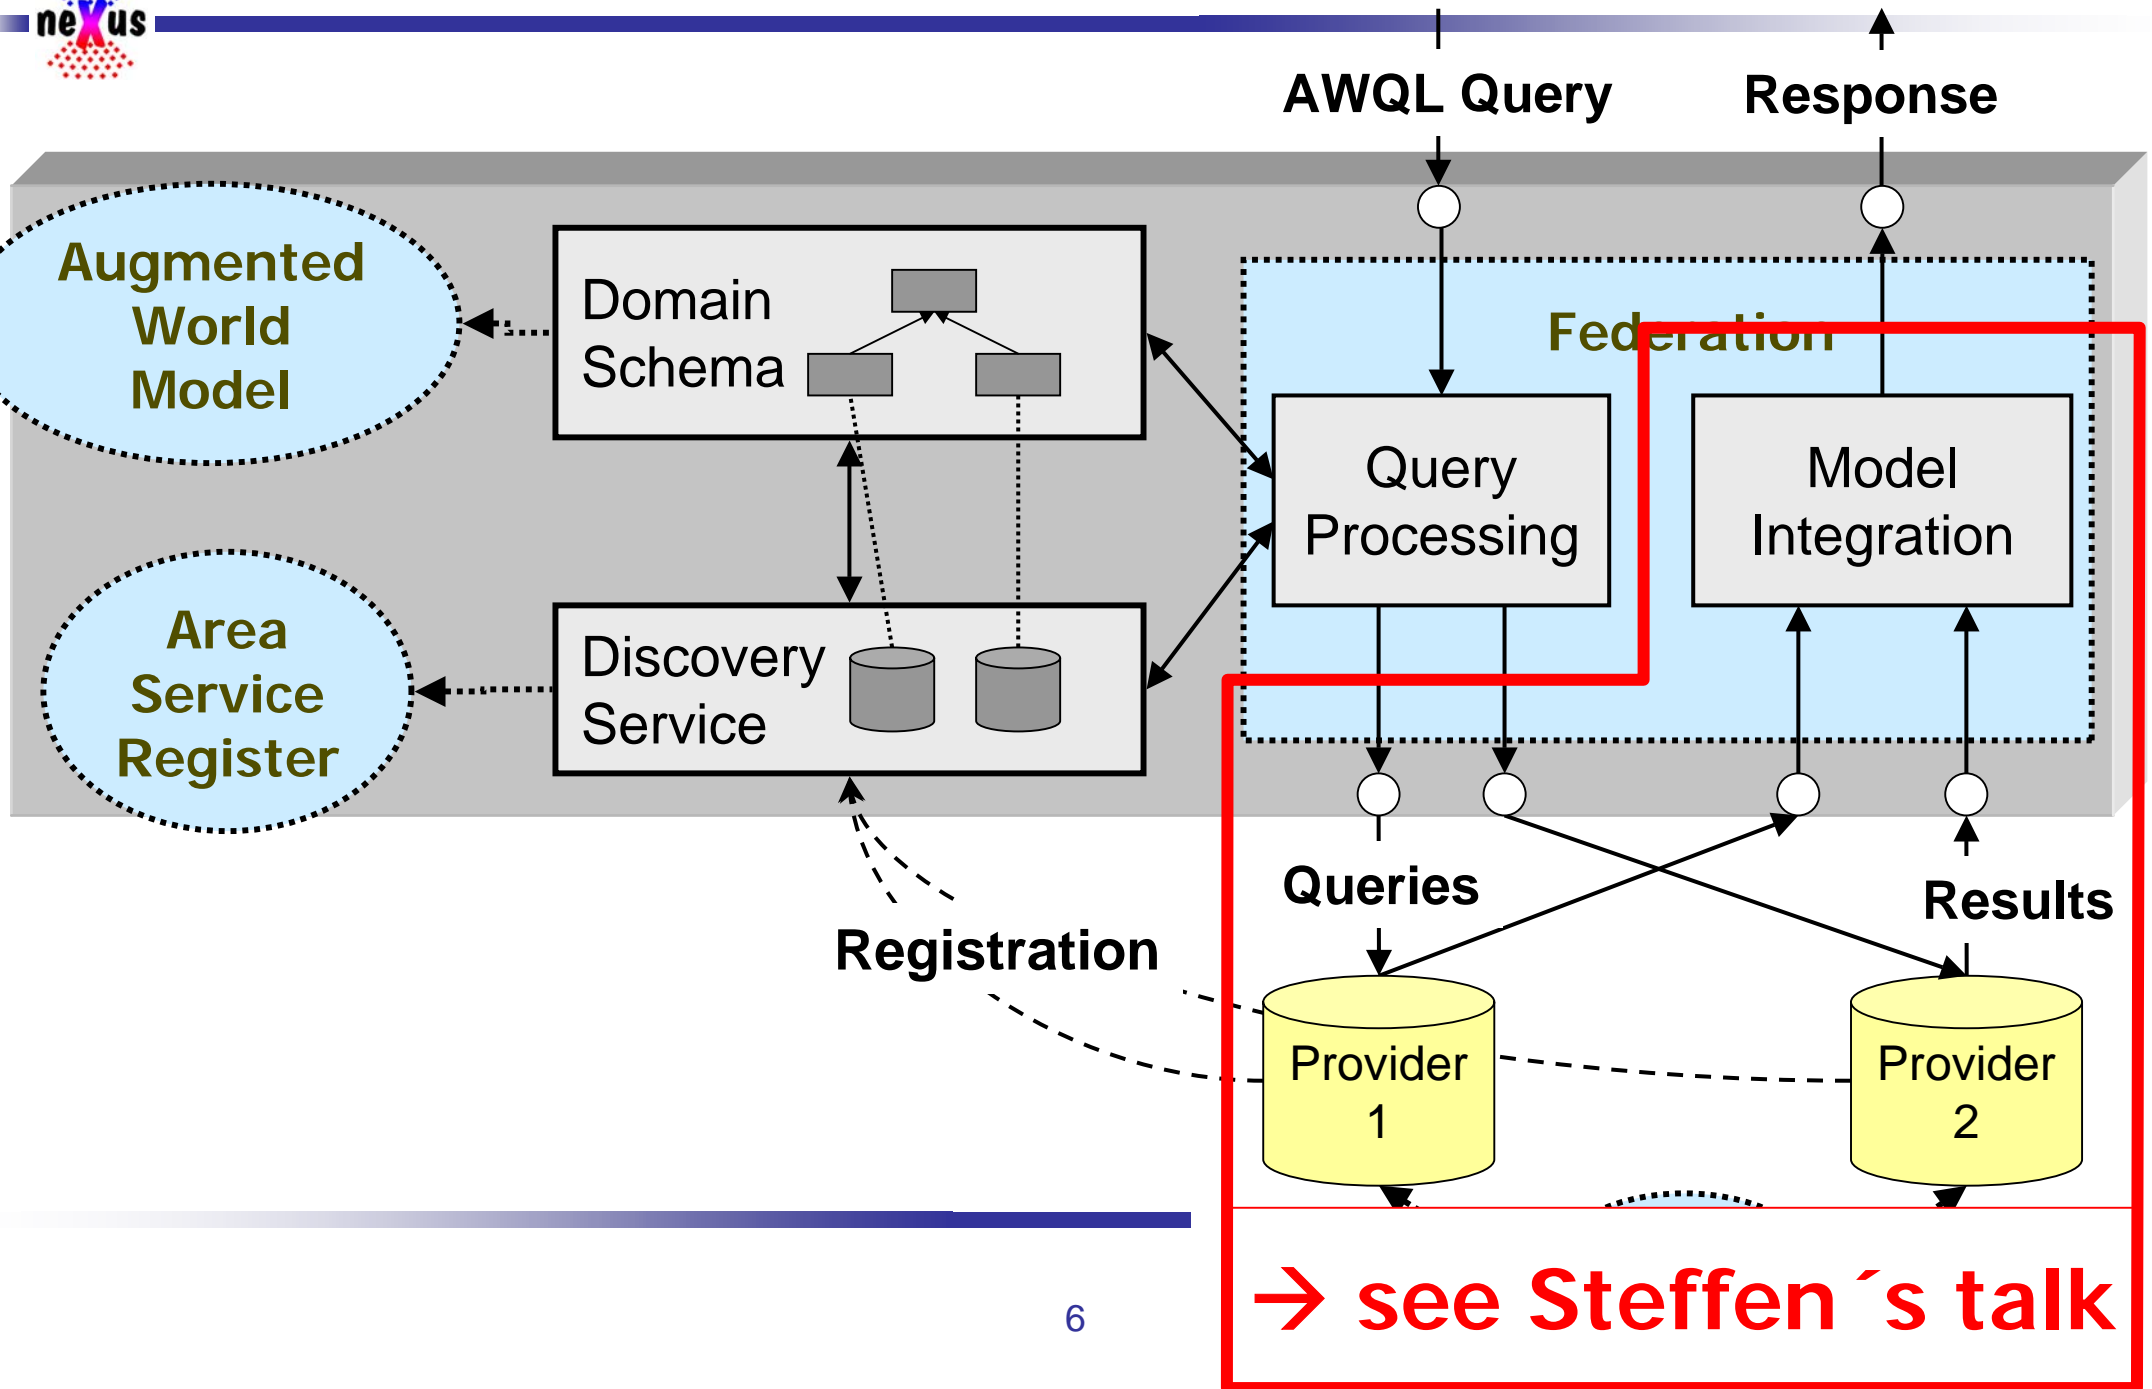 neXus
AWQL Query
Response
Augmented
World
Model
Domain
Schema
Federation
Query
Processing
Model
Integration
Area
Service
Register
Discovery
Service
Queries
Results
Registration
Provider
1
Provider
2
→ see Steffen´s talk
6